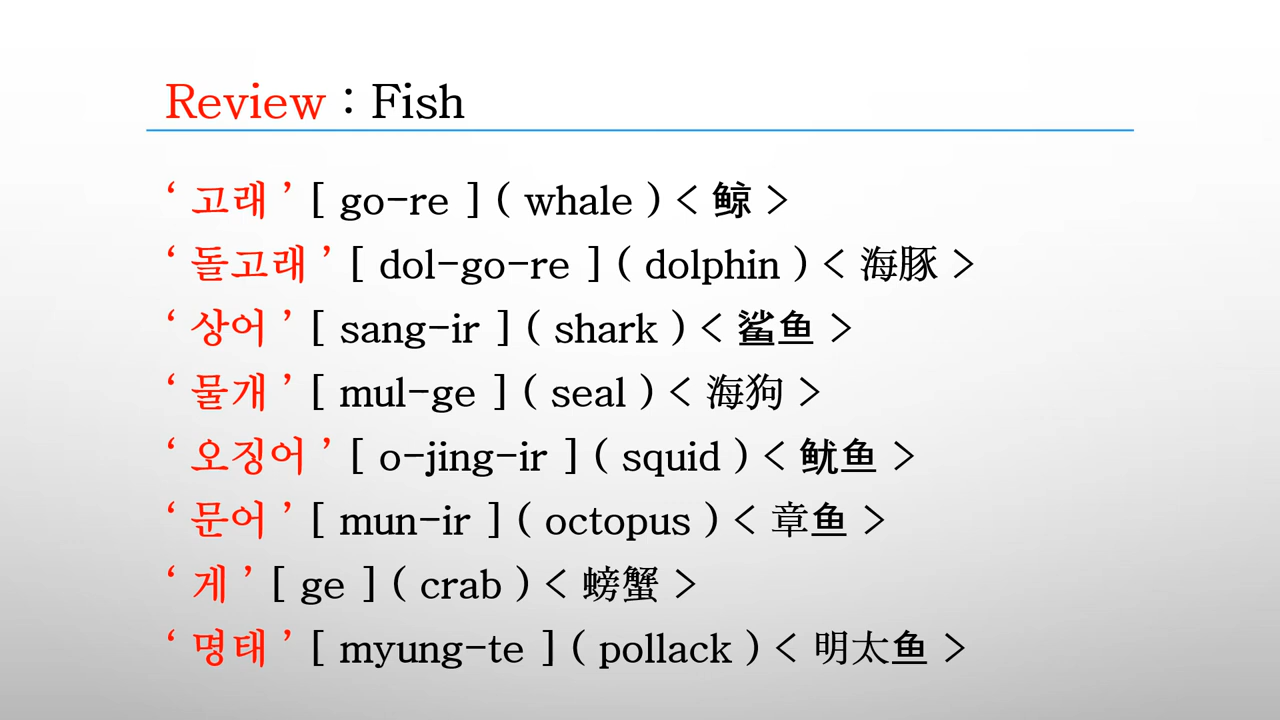 Review : Fish
‘ 고래 ’ [ go-re ] ( whale ) < 鲸 >
‘ 돌고래 ’ [ dol-go-re ] ( dolphin ) < 海豚 >
‘ 상어 ’ [ sang-ir ] ( shark ) < 鲨鱼 >
‘ 물개 ’ [ mul-ge ] ( seal ) < 海狗 >
‘ 오징어 ’ [ o-jing-ir ] ( squid ) < 鱿鱼 >
‘ 문어 ’ [ mun-ir ] ( octopus ) < 章鱼 >
‘ 게 ’ [ ge ] ( crab ) < 螃蟹 >
‘ 명태 ’ [ myung-te ] ( pollack ) < 明太鱼 >